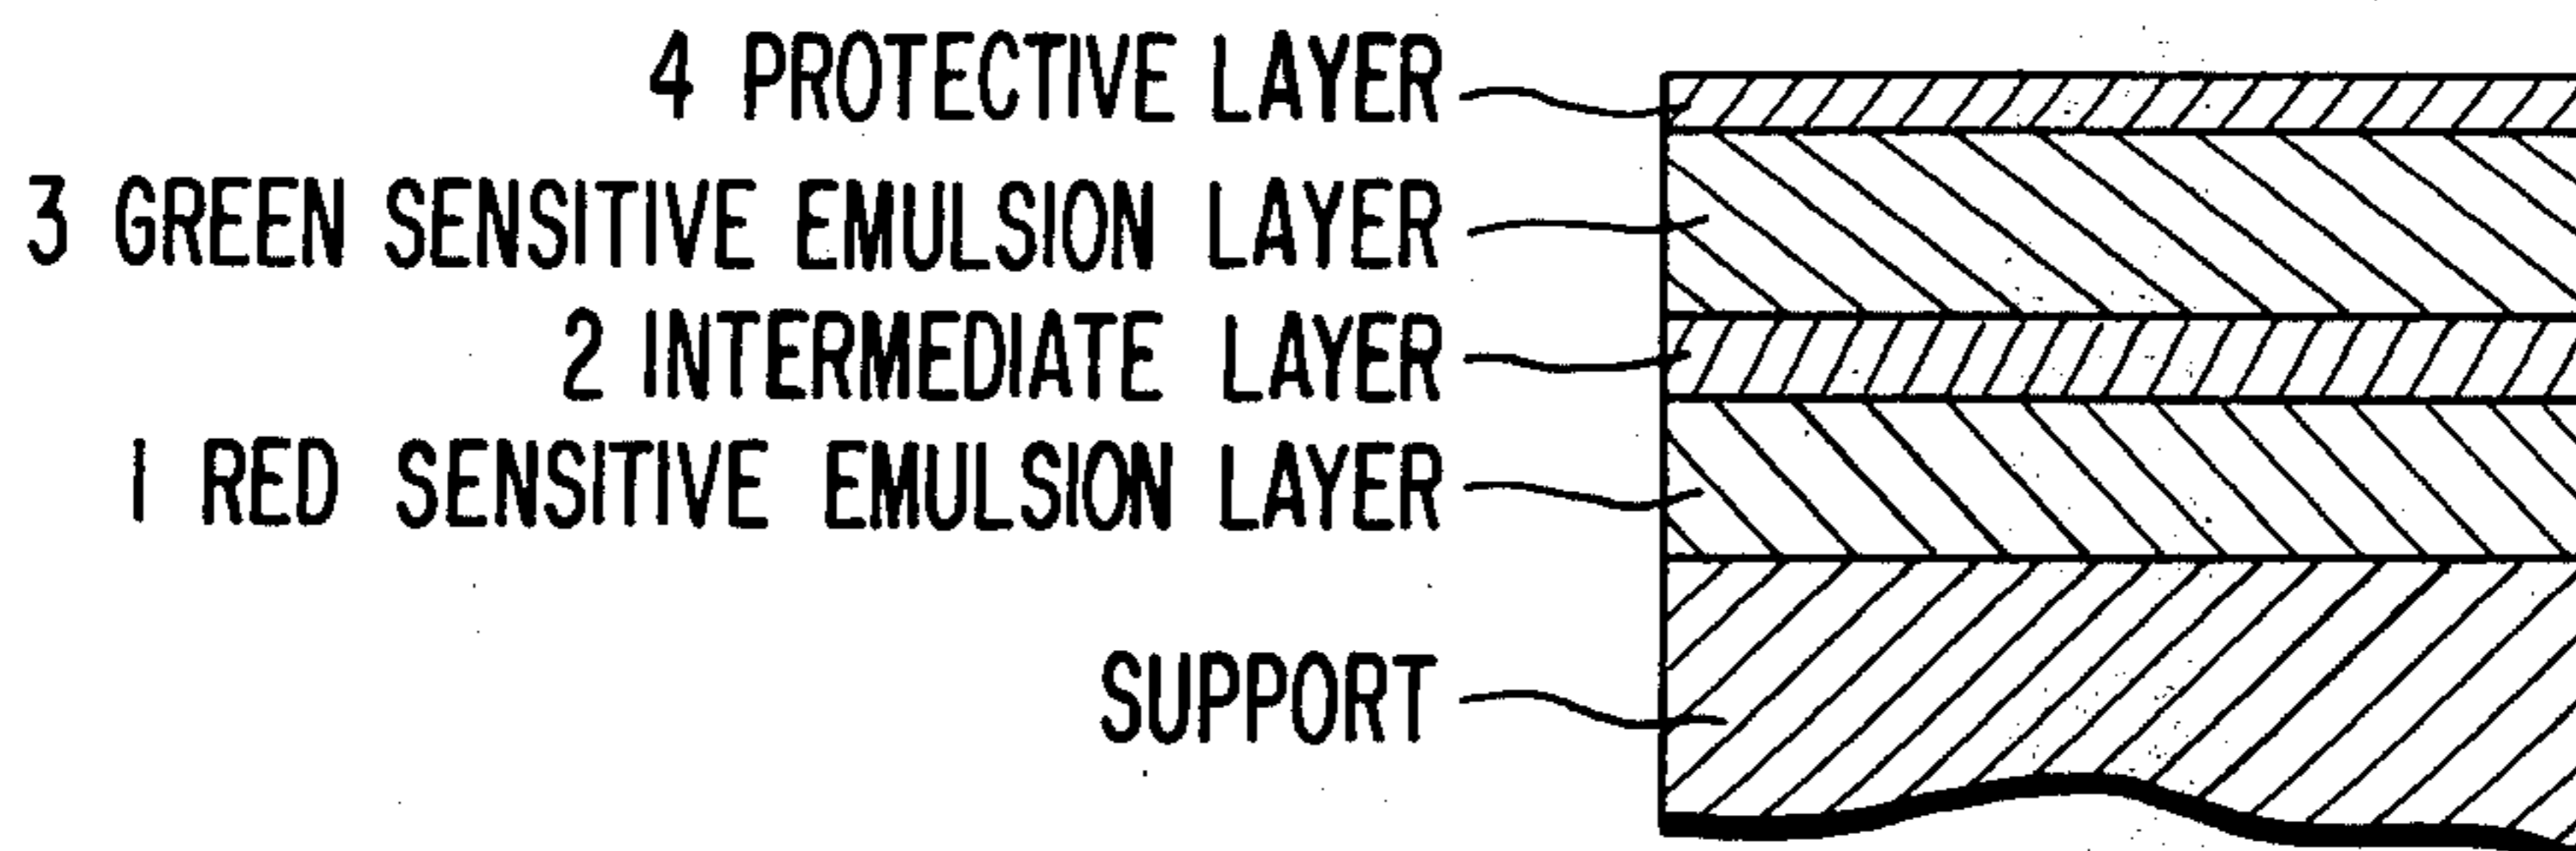 4 PROTECTIVE LAYER
3 GREEN SENSITIVE EMULSION LAYER
2 INTERMEDIATE LAYER
1 RED SENSITIVE EMULSION LAYER
SUPPORT